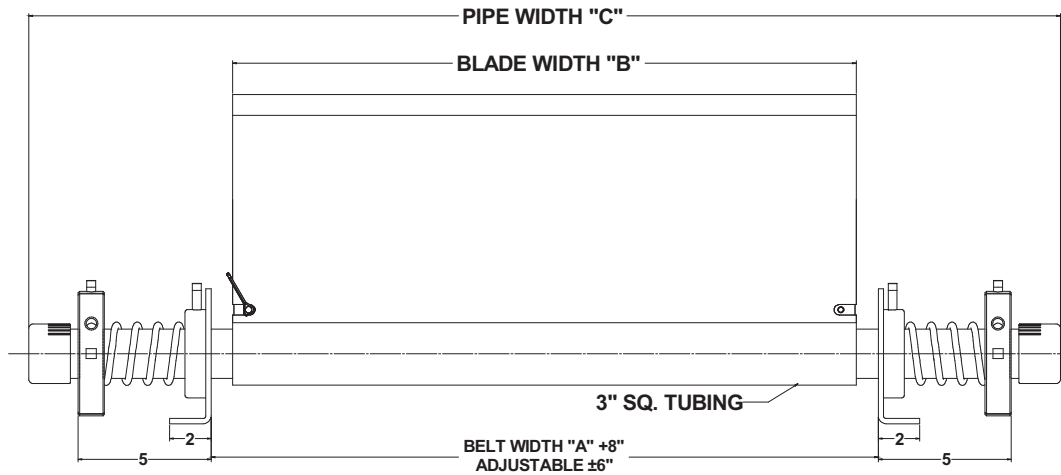 PIPE WIDTH "C"
BLADE WIDTH "B"
3" SQ. TUBING
2
2
5
BELT WIDTH "A" +8"
ADJUSTABLE ±6"
5